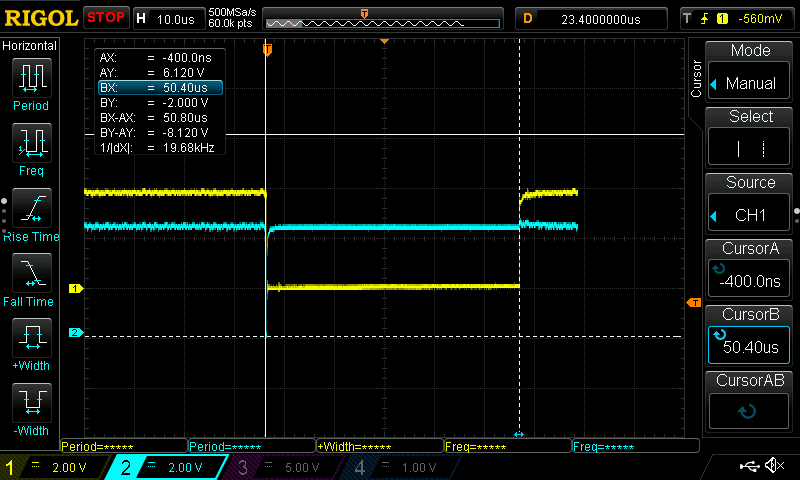 RIGOL STOP H 10.0us 500MSa/s 60.0k pts T D 23.4000000us T 1 -560mV
Horizontal
Period
Freq
Rise Time
Fall Time
+Width
-Width
T
AX: = -400.0ns
AY: = 6.120 V
BX: = 50.40us
BY: = -2.000 V
BX-AX: = 50.80us
BY-AY: = -8.120 V
1/|dX|: = 19.68kHz
1
2
T
Cursor
Mode
Manual
Select
Source
CH1
CursorA
-400.0ns
CursorB
50.40us
CursorAB
Period=***** Period=***** +Width=***** Freq=***** Freq=*****
1 = 2.00 V 2 = 2.00 V 3 = 5.00 V 4 = 1.00 V